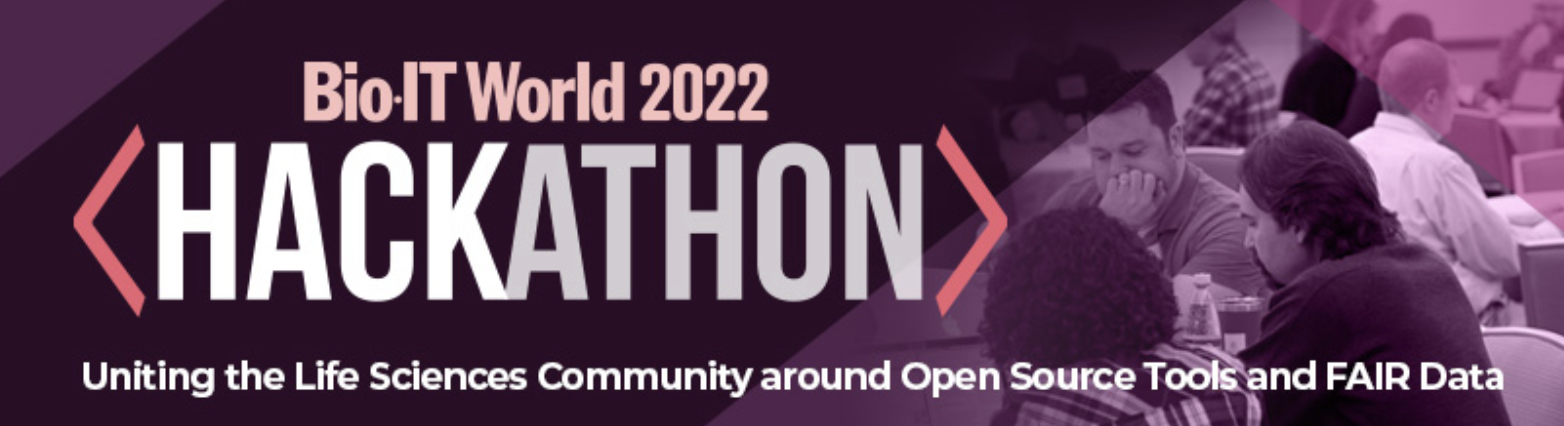 Bio·IT World 2022
<HACKATHON>
Uniting the Life Sciences Community around Open Source Tools and FAIR Data